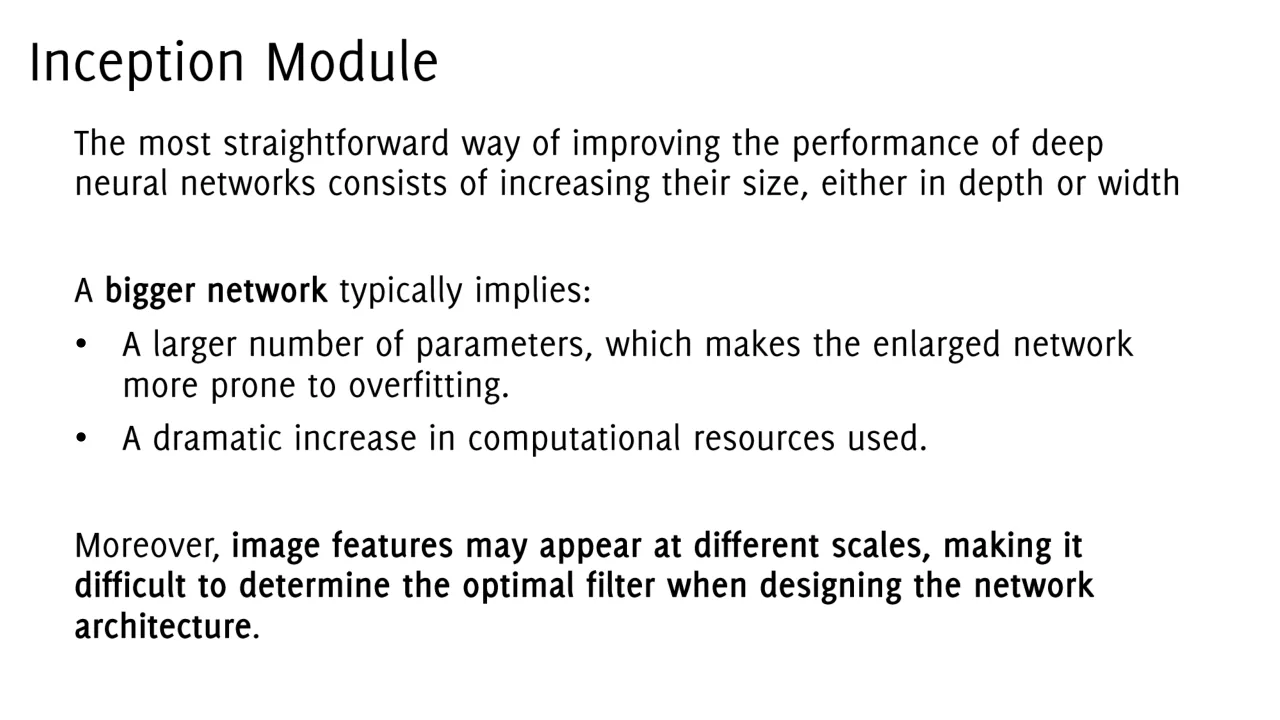 Inception Module
The most straightforward way of improving the performance of deep
neural networks consists of increasing their size, either in depth or width
A bigger network typically implies:
• A larger number of parameters, which makes the enlarged network
more prone to overfitting.
• A dramatic increase in computational resources used.
Moreover, image features may appear at different scales, making it
difficult to determine the optimal filter when designing the network
architecture.